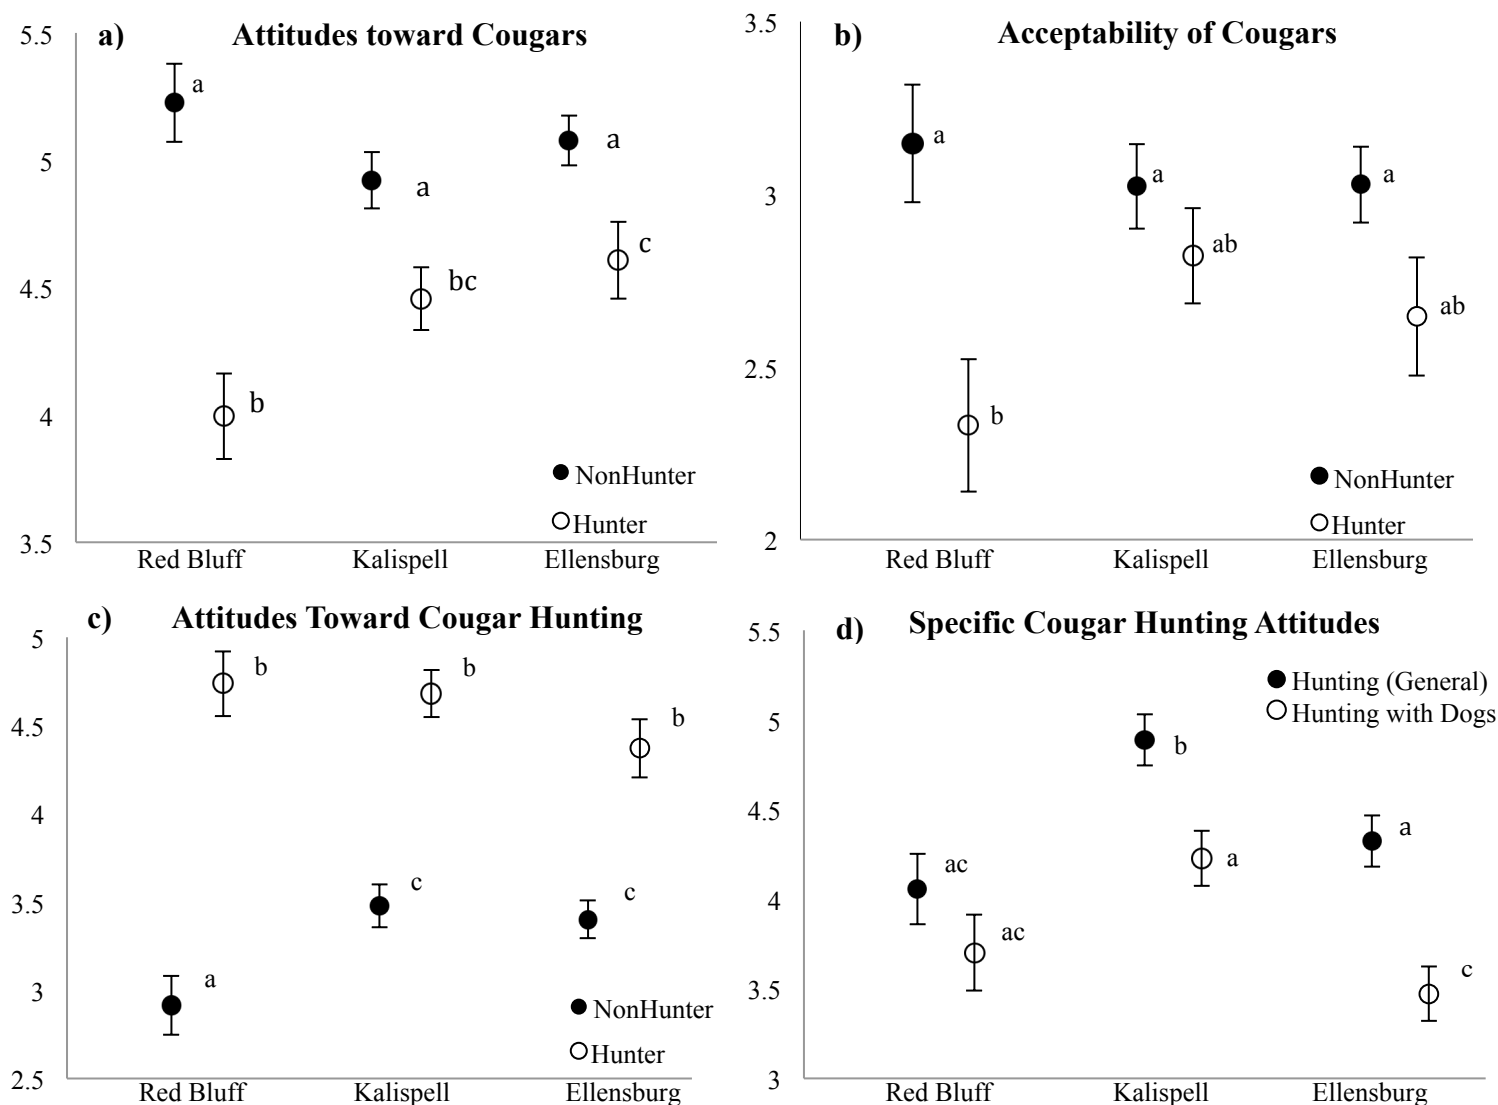 a) Attitudes toward Cougars
5.5
5
4.5
4
3.5
a
a
a
b
bc
c
NonHunter
Hunter
Red Bluff Kalispell Ellensburg
b) Acceptability of Cougars
3.5
3
2.5
2
a
a
a
b
ab
ab
NonHunter
Hunter
Red Bluff Kalispell Ellensburg
c) Attitudes Toward Cougar Hunting
5
4.5
4
3.5
3
2.5
b
b
b
a
c
c
NonHunter
Hunter
Red Bluff Kalispell Ellensburg
d) Specific Cougar Hunting Attitudes
5.5
5
4.5
4
3.5
3
Hunting (General)
Hunting with Dogs
ac
b
a
ac
a
c
Red Bluff Kalispell Ellensburg